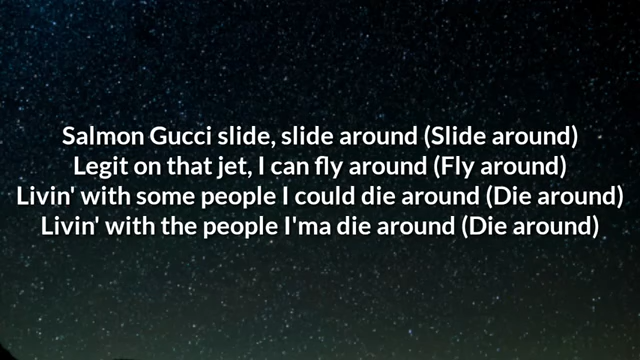 Salmon Gucci slide, slide around (Slide around)
Legit on that jet, I can fly around (Fly around)
Livin' with some people I could die around (Die around)
Livin' with the people I'ma die around (Die around)